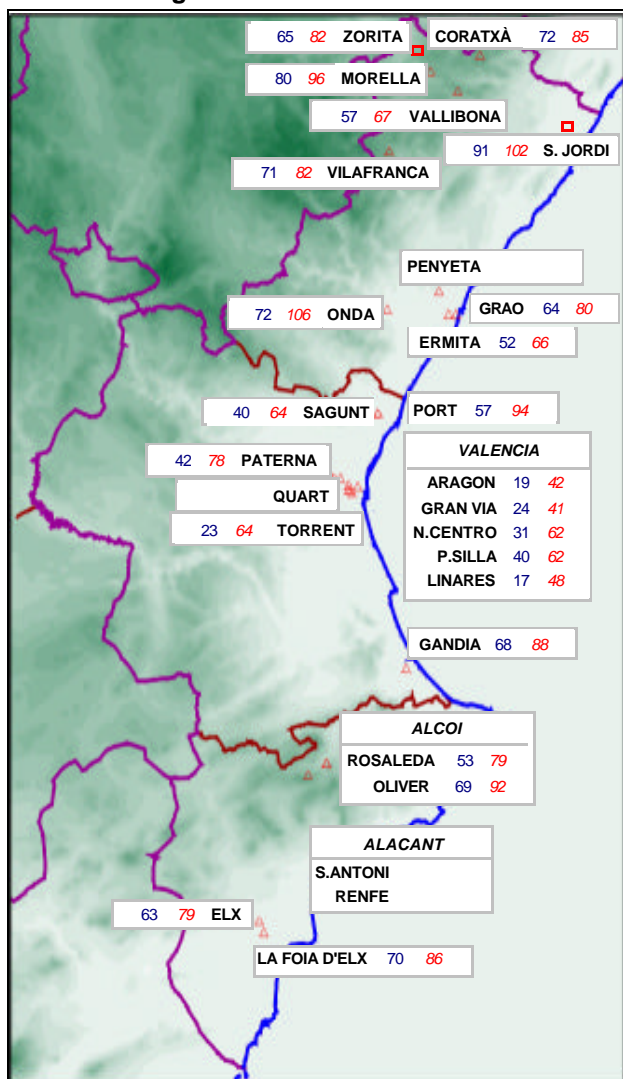 65 82 ZORITA
CORATXÀ 72 85
80 96 MORELLA
57 67 VALLIBONA
91 102 S. JORDI
71 82 VILAFRANCA
PENYETA
72 106 ONDA
GRAO 64 80
ERMITA 52 66
40 64 SAGUNT
PORT 57 94
42 78 PATERNA
QUART
23 64 TORRENT
VALENCIA
ARAGON 19 42
GRAN VIA 24 41
N.CENTRO 31 62
P.SILLA 40 62
LINARES 17 48
GANDIA 68 88
ALCOI
ROSALEDA 53 79
OLIVER 69 92
ALACANT
S.ANTONI
RENFE
63 79 ELX
LA FOIA D'ELX 70 86